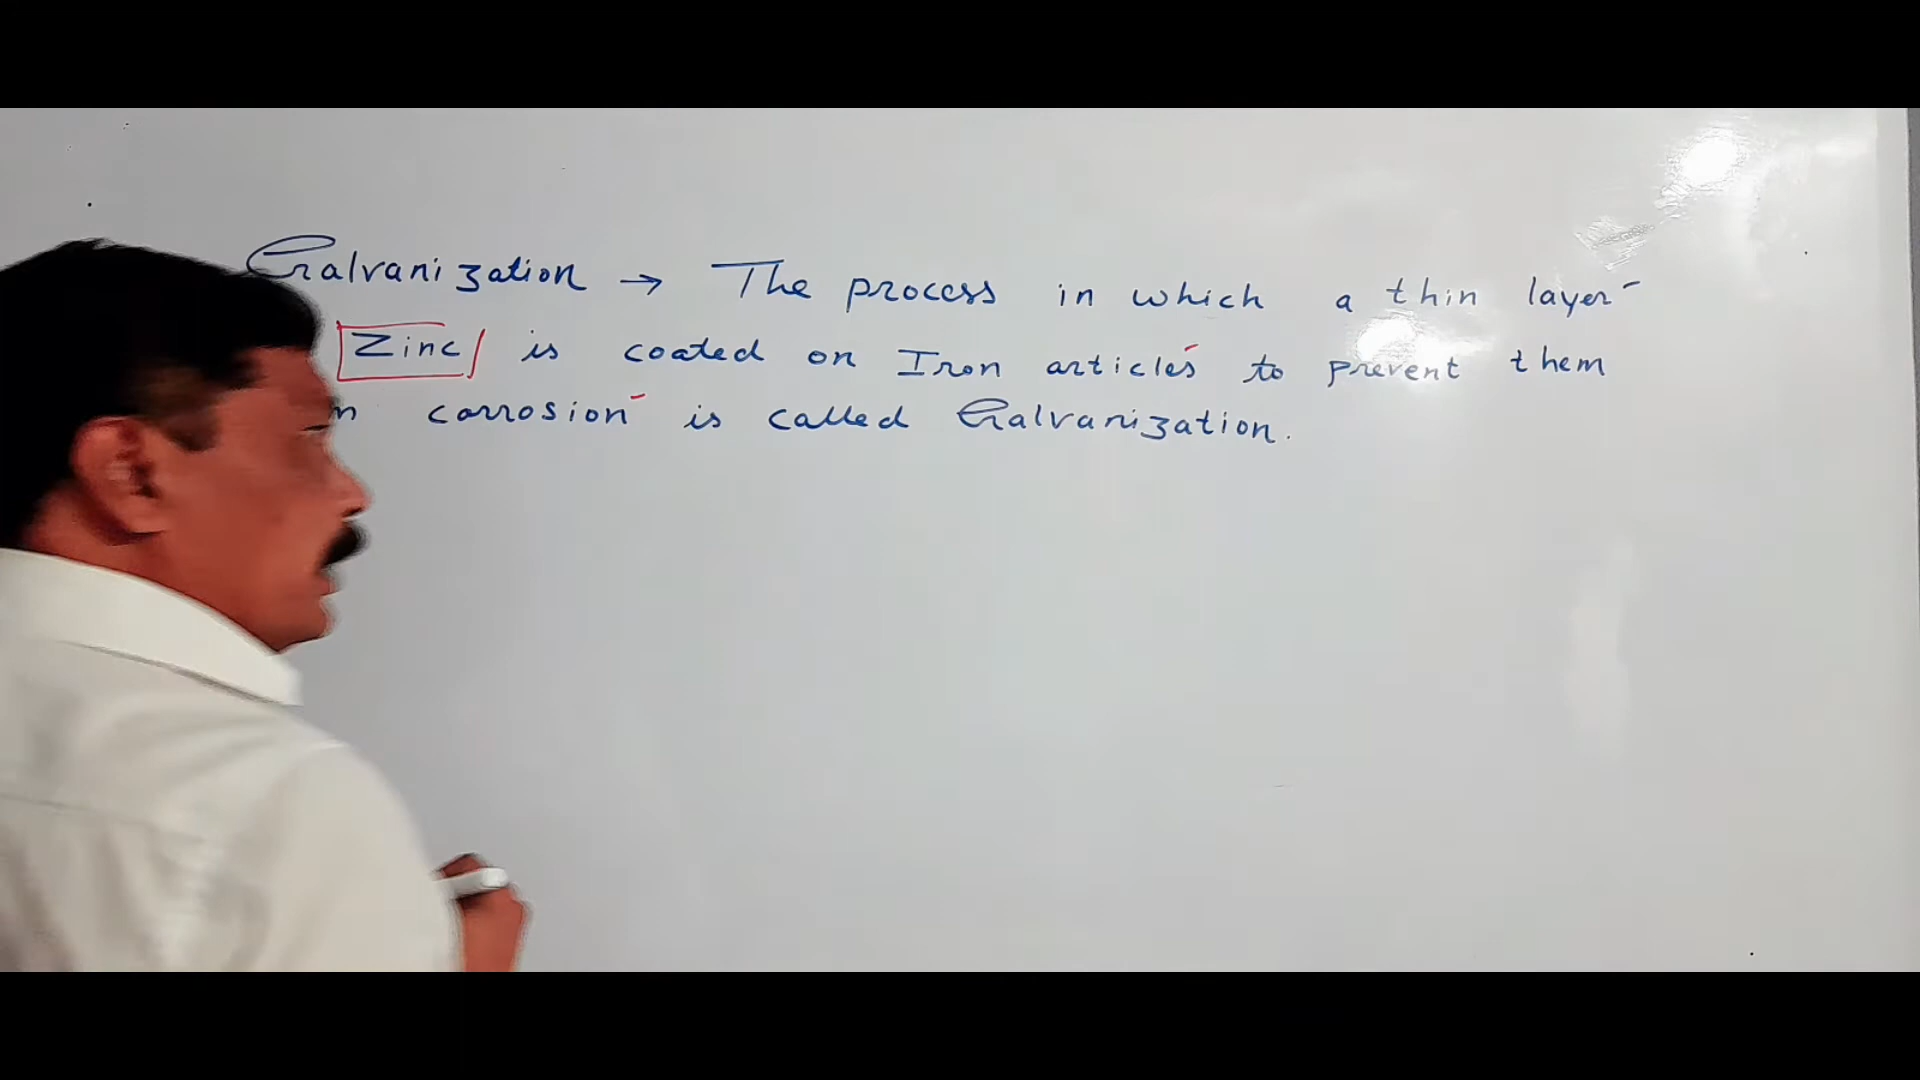 Galvanization → The process in which a thin layer
Zinc is coated on Iron articles to prevent them
corrosion is called Galvanization.